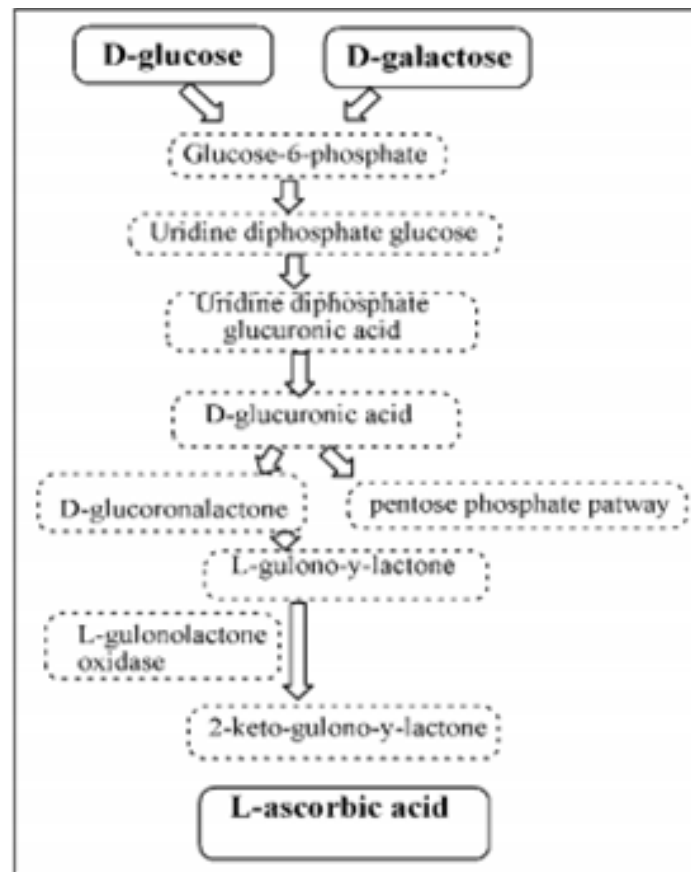 D-glucose
D-galactose
Glucose-6-phosphate
Uridine diphosphate glucose
Uridine diphosphate
glucuronic acid
D-glucuronic acid
D-glucoronalactone
pentose phosphate patway
L-gulono-y-lactone
L-gulonolactone
oxidase
2-keto-gulono-y-lactone
L-ascorbic acid